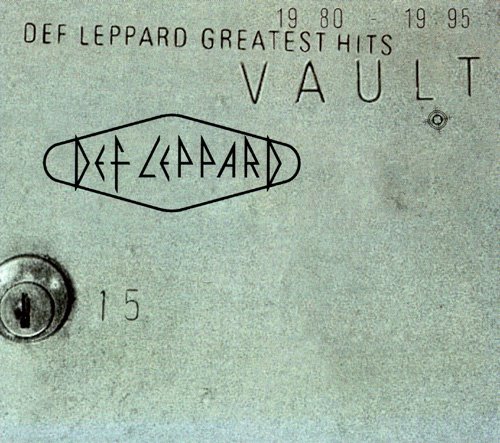 19 80 - 19 95
DEF LEPPARD GREATEST HITS
VAULT
DEF LEPPARD
15